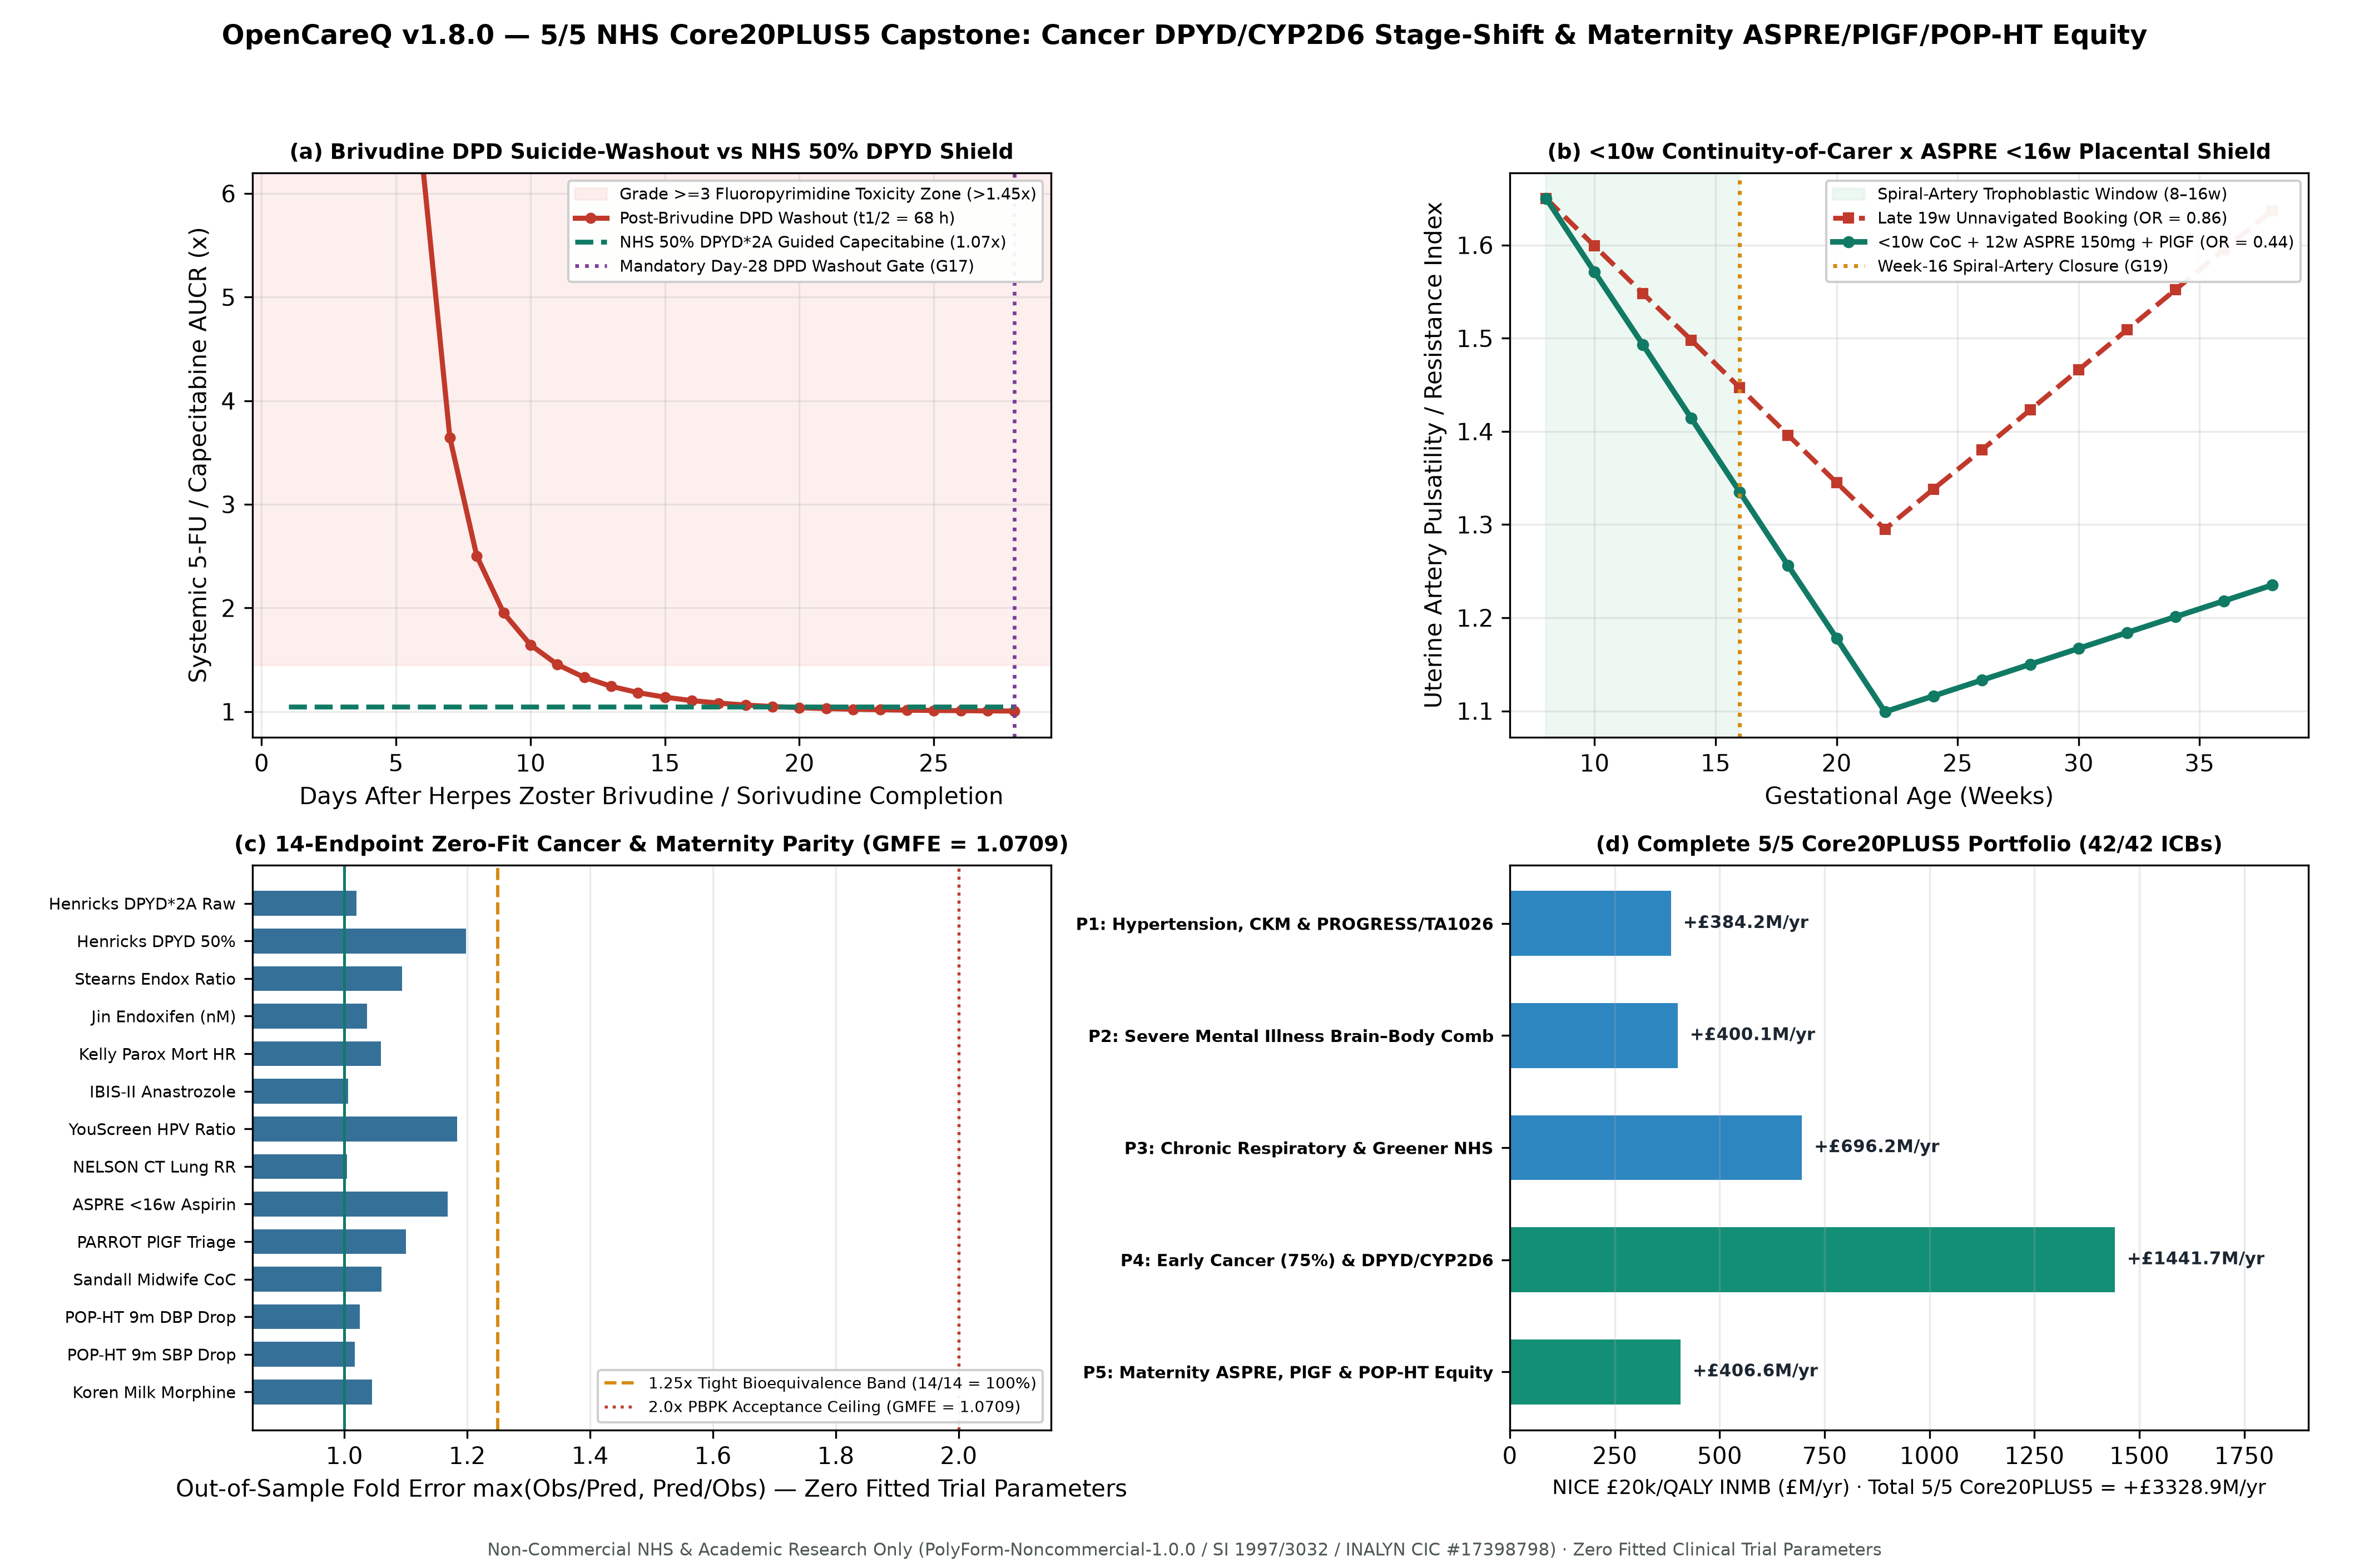 OpenCareQ v1.8.0 — 5/5 NHS Core20PLUS5 Capstone: Cancer DPYD/CYP2D6 Stage-Shift & Maternity ASPRE/PlGF/POP-HT Equity
(a) Brivudine DPD Suicide-Washout vs NHS 50% DPYD Shield
Systemic 5-FU / Capecitabine AUCR (x)
6
5
4
3
2
1
Grade >=3 Fluoropyrimidine Toxicity Zone (>1.45x)
Post-Brivudine DPD Washout (t1/2 = 68 h)
NHS 50% DPYD*2A Guided Capecitabine (1.07x)
Mandatory Day-28 DPD Washout Gate (G17)
0 5 10 15 20 25
Days After Herpes Zoster Brivudine / Sorivudine Completion
(b) <10w Continuity-of-Carer x ASPRE <16w Placental Shield
Uterine Artery Pulsatility / Resistance Index
1.6
1.5
1.4
1.3
1.2
1.1
Spiral-Artery Trophoblastic Window (8–16w)
Late 19w Unnavigated Booking (OR = 0.86)
<10w CoC + 12w ASPRE 150mg + PlGF (OR = 0.44)
Week-16 Spiral-Artery Closure (G19)
10 15 20 25 30 35
Gestational Age (Weeks)
(c) 14-Endpoint Zero-Fit Cancer & Maternity Parity (GMFE = 1.0709)
Henricks DPYD*2A Raw
Henricks DPYD 50%
Stearns Endox Ratio
Jin Endoxifen (nM)
Kelly Parox Mort HR
IBIS-II Anastrozole
YouScreen HPV Ratio
NELSON CT Lung RR
ASPRE <16w Aspirin
PARROT PlGF Triage
Sandall Midwife CoC
POP-HT 9m DBP Drop
POP-HT 9m SBP Drop
Koren Milk Morphine
1.25x Tight Bioequivalence Band (14/14 = 100%)
2.0x PBPK Acceptance Ceiling (GMFE = 1.0709)
1.0 1.2 1.4 1.6 1.8 2.0
Out-of-Sample Fold Error max(Obs/Pred, Pred/Obs) — Zero Fitted Trial Parameters
(d) Complete 5/5 Core20PLUS5 Portfolio (42/42 ICBs)
P1: Hypertension, CKM & PROGRESS/TA1026 +£384.2M/yr
P2: Severe Mental Illness Brain–Body Comb +£400.1M/yr
P3: Chronic Respiratory & Greener NHS +£696.2M/yr
P4: Early Cancer (75%) & DPYD/CYP2D6 +£1441.7M/yr
P5: Maternity ASPRE, PlGF & POP-HT Equity +£406.6M/yr
0 250 500 750 1000 1250 1500 1750
NICE £20k/QALY INMB (£M/yr) · Total 5/5 Core20PLUS5 = +£3328.9M/yr
Non-Commercial NHS & Academic Research Only (PolyForm-Noncommercial-1.0.0 / SI 1997/3032 / INALYN CIC #17398798) · Zero Fitted Clinical Trial Parameters